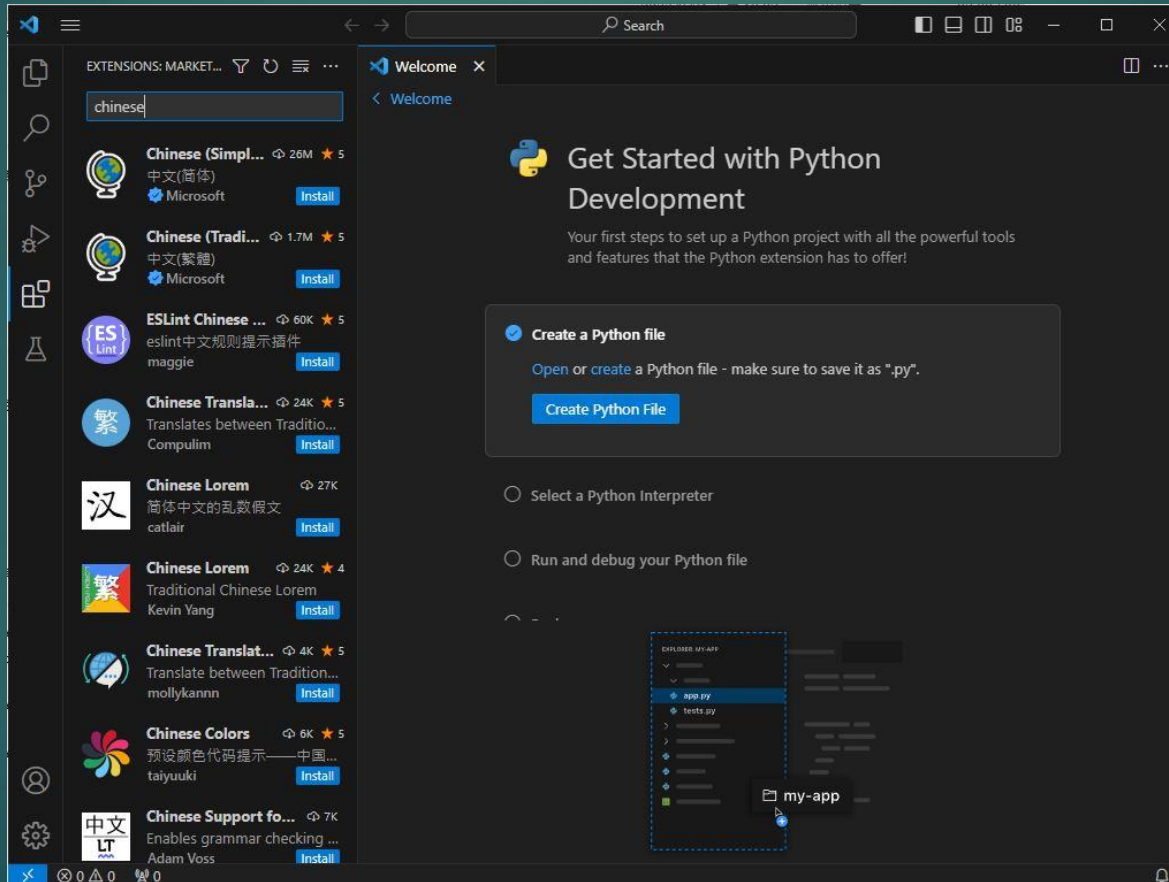 Search
EXTENSIONS: MARKET...
Welcome
chinese
Welcome
Chinese (Simpl... 26M 5
中文(简体)
Microsoft Install
Chinese (Tradi... 1.7M 5
中文(繁體)
Microsoft Install
ESLint Chinese ... 60K 5
eslint中文规则提示插件
maggie Install
Chinese Transla... 24K 5
Translates between Traditio...
Compulim Install
Chinese Lorem 27K
简体中文的乱数假文
catlair Install
Chinese Lorem 24K 4
Traditional Chinese Lorem
Kevin Yang Install
Chinese Translat... 4K 5
Translate between Tradition...
mollykannn Install
Chinese Colors 6K 5
预设颜色代码提示——中国...
taiyuuki Install
Chinese Support fo... 7K
Enables grammar checking ...
Adam Voss Install
{ES}
Lint
繁
汉
繁
中文
LT
Get Started with Python
Development
Your first steps to set up a Python project with all the powerful tools
and features that the Python extension has to offer!
Create a Python file
Open or create a Python file - make sure to save it as ".py".
Create Python File
Select a Python Interpreter
Run and debug your Python file
EXPLORER: MY-APP
app.py
tests.py
my-app
0 0 0